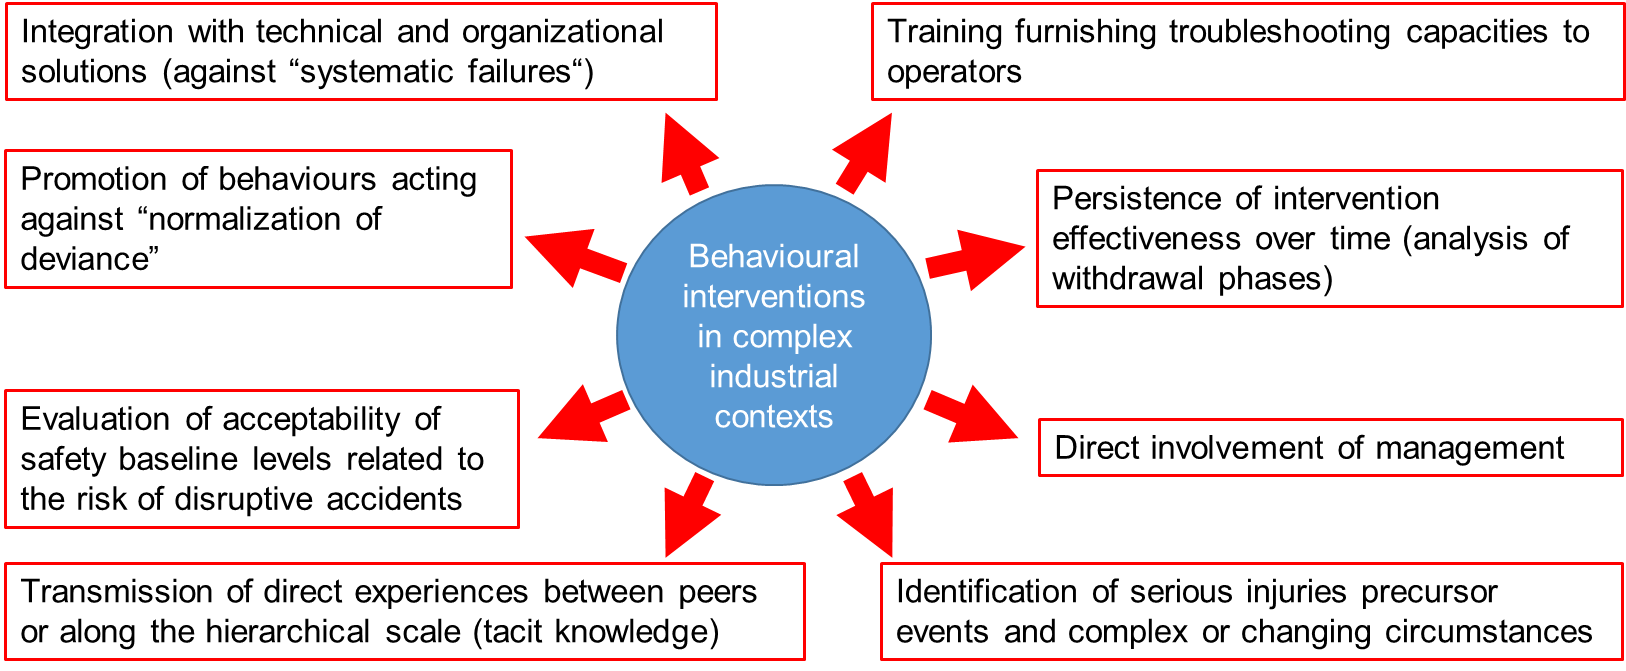 Integration with technical and organizational
solutions (against “systematic failures“)
Training furnishing troubleshooting capacities to
operators
Promotion of behaviours acting
against “normalization of
deviance”
Persistence of intervention
effectiveness over time (analysis of
withdrawal phases)
Behavioural
interventions
in complex
industrial
contexts
Evaluation of acceptability of
safety baseline levels related to
the risk of disruptive accidents
Direct involvement of management
Transmission of direct experiences between peers
or along the hierarchical scale (tacit knowledge)
Identification of serious injuries precursor
events and complex or changing circumstances